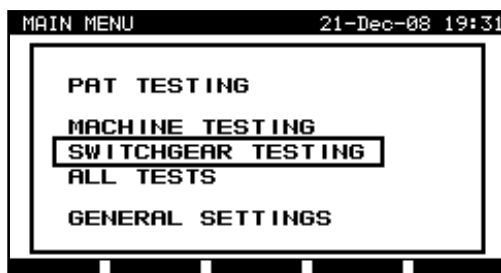 MAIN MENU 21-Dec-08 19:31
PAT TESTING
MACHINE TESTING
SWITCHGEAR TESTING
ALL TESTS
GENERAL SETTINGS